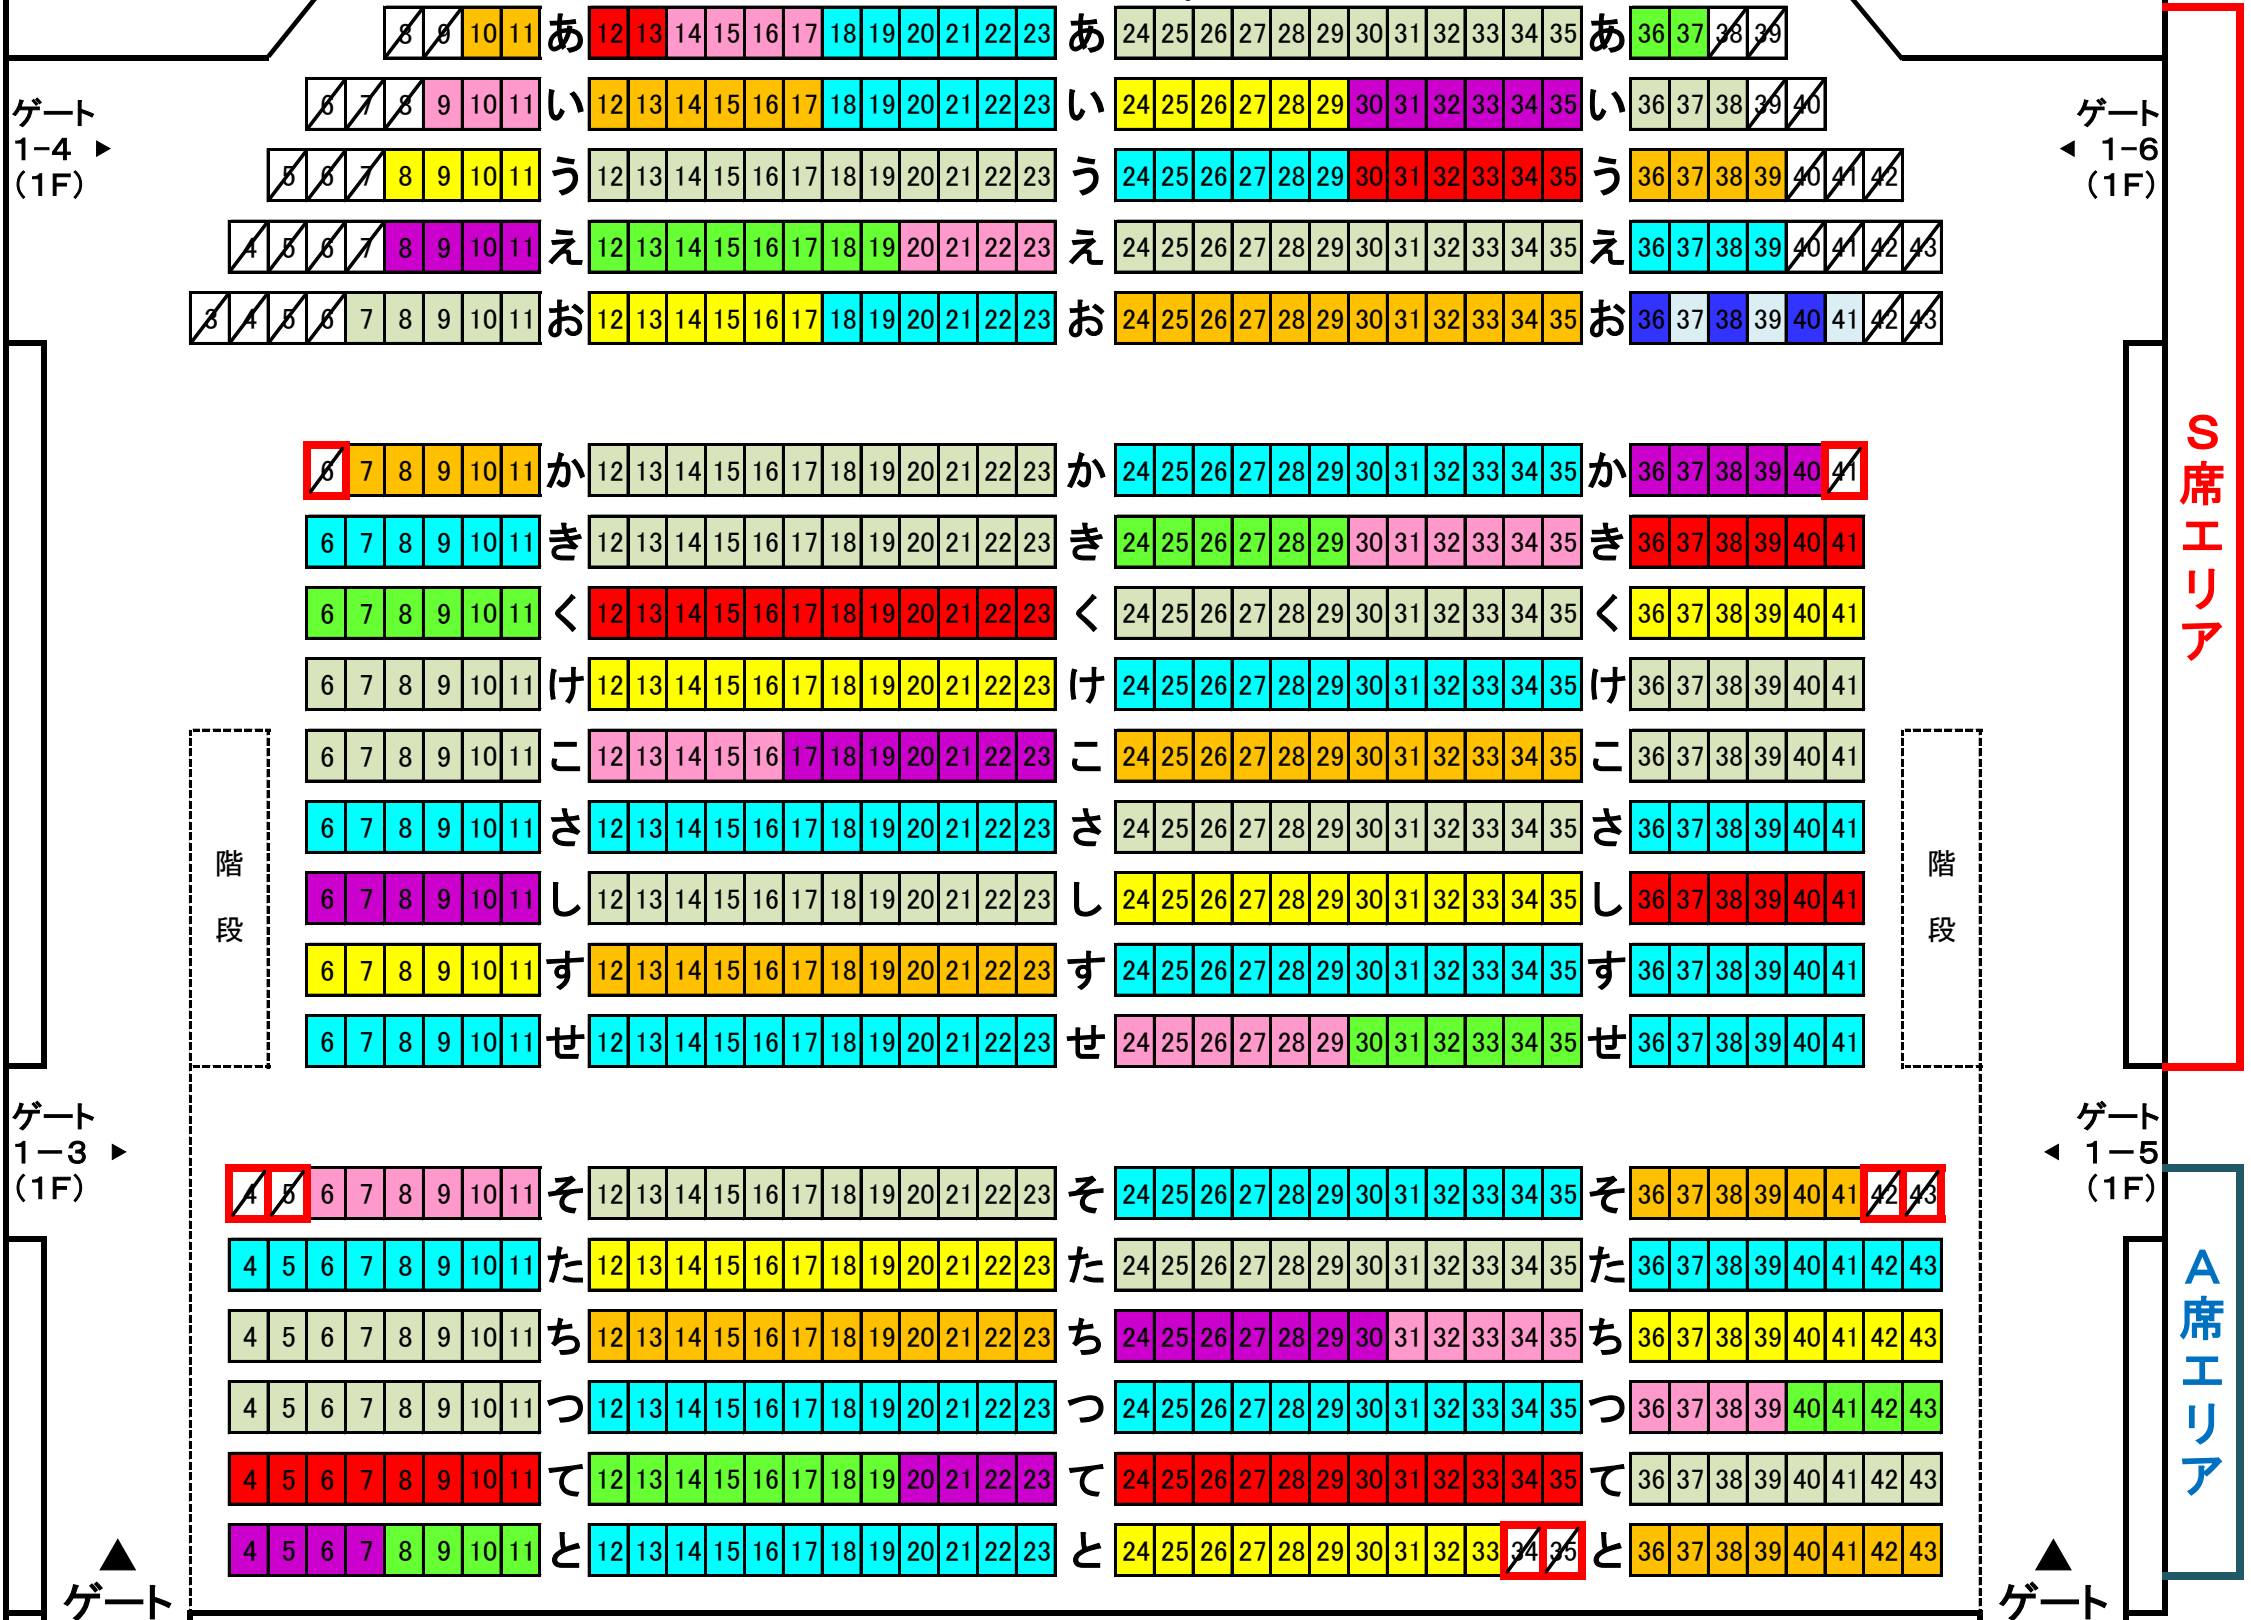 8 9 10 11 あ 12 13 14 15 16 17 18 19 20 21 22 23 あ 24 25 26 27 28 29 30 31 32 33 34 35 あ 36 37 38 39
6 7 8 9 10 11 い 12 13 14 15 16 17 18 19 20 21 22 23 い 24 25 26 27 28 29 30 31 32 33 34 35 い 36 37 38 39 40
ゲート
1-4 ▶
(1F)
ゲート
◀ 1-6
(1F)
5 6 7 8 9 10 11 う 12 13 14 15 16 17 18 19 20 21 22 23 う 24 25 26 27 28 29 30 31 32 33 34 35 う 36 37 38 39 40 41 42
4 5 6 7 8 9 10 11 え 12 13 14 15 16 17 18 19 20 21 22 23 え 24 25 26 27 28 29 30 31 32 33 34 35 え 36 37 38 39 40 41 42 43
3 4 5 6 7 8 9 10 11 お 12 13 14 15 16 17 18 19 20 21 22 23 お 24 25 26 27 28 29 30 31 32 33 34 35 お 36 37 38 39 40 41 42 43
6 7 8 9 10 11 か 12 13 14 15 16 17 18 19 20 21 22 23 か 24 25 26 27 28 29 30 31 32 33 34 35 か 36 37 38 39 40 41
6 7 8 9 10 11 き 12 13 14 15 16 17 18 19 20 21 22 23 き 24 25 26 27 28 29 30 31 32 33 34 35 き 36 37 38 39 40 41
6 7 8 9 10 11 く 12 13 14 15 16 17 18 19 20 21 22 23 く 24 25 26 27 28 29 30 31 32 33 34 35 く 36 37 38 39 40 41
6 7 8 9 10 11 け 12 13 14 15 16 17 18 19 20 21 22 23 け 24 25 26 27 28 29 30 31 32 33 34 35 け 36 37 38 39 40 41
6 7 8 9 10 11 こ 12 13 14 15 16 17 18 19 20 21 22 23 こ 24 25 26 27 28 29 30 31 32 33 34 35 こ 36 37 38 39 40 41
6 7 8 9 10 11 さ 12 13 14 15 16 17 18 19 20 21 22 23 さ 24 25 26 27 28 29 30 31 32 33 34 35 さ 36 37 38 39 40 41
6 7 8 9 10 11 し 12 13 14 15 16 17 18 19 20 21 22 23 し 24 25 26 27 28 29 30 31 32 33 34 35 し 36 37 38 39 40 41
6 7 8 9 10 11 す 12 13 14 15 16 17 18 19 20 21 22 23 す 24 25 26 27 28 29 30 31 32 33 34 35 す 36 37 38 39 40 41
6 7 8 9 10 11 せ 12 13 14 15 16 17 18 19 20 21 22 23 せ 24 25 26 27 28 29 30 31 32 33 34 35 せ 36 37 38 39 40 41
階段
階段
S席エリア
ゲート
1-3 ▶
(1F)
ゲート
◀ 1-5
(1F)
4 5 6 7 8 9 10 11 そ 12 13 14 15 16 17 18 19 20 21 22 23 そ 24 25 26 27 28 29 30 31 32 33 34 35 そ 36 37 38 39 40 41 42 43
4 5 6 7 8 9 10 11 た 12 13 14 15 16 17 18 19 20 21 22 23 た 24 25 26 27 28 29 30 31 32 33 34 35 た 36 37 38 39 40 41 42 43
4 5 6 7 8 9 10 11 ち 12 13 14 15 16 17 18 19 20 21 22 23 ち 24 25 26 27 28 29 30 31 32 33 34 35 ち 36 37 38 39 40 41 42 43
4 5 6 7 8 9 10 11 つ 12 13 14 15 16 17 18 19 20 21 22 23 つ 24 25 26 27 28 29 30 31 32 33 34 35 つ 36 37 38 39 40 41 42 43
4 5 6 7 8 9 10 11 て 12 13 14 15 16 17 18 19 20 21 22 23 て 24 25 26 27 28 29 30 31 32 33 34 35 て 36 37 38 39 40 41 42 43
4 5 6 7 8 9 10 11 と 12 13 14 15 16 17 18 19 20 21 22 23 と 24 25 26 27 28 29 30 31 32 33 34 35 と 36 37 38 39 40 41 42 43
A席エリア
▲
ゲート
▲
ゲート